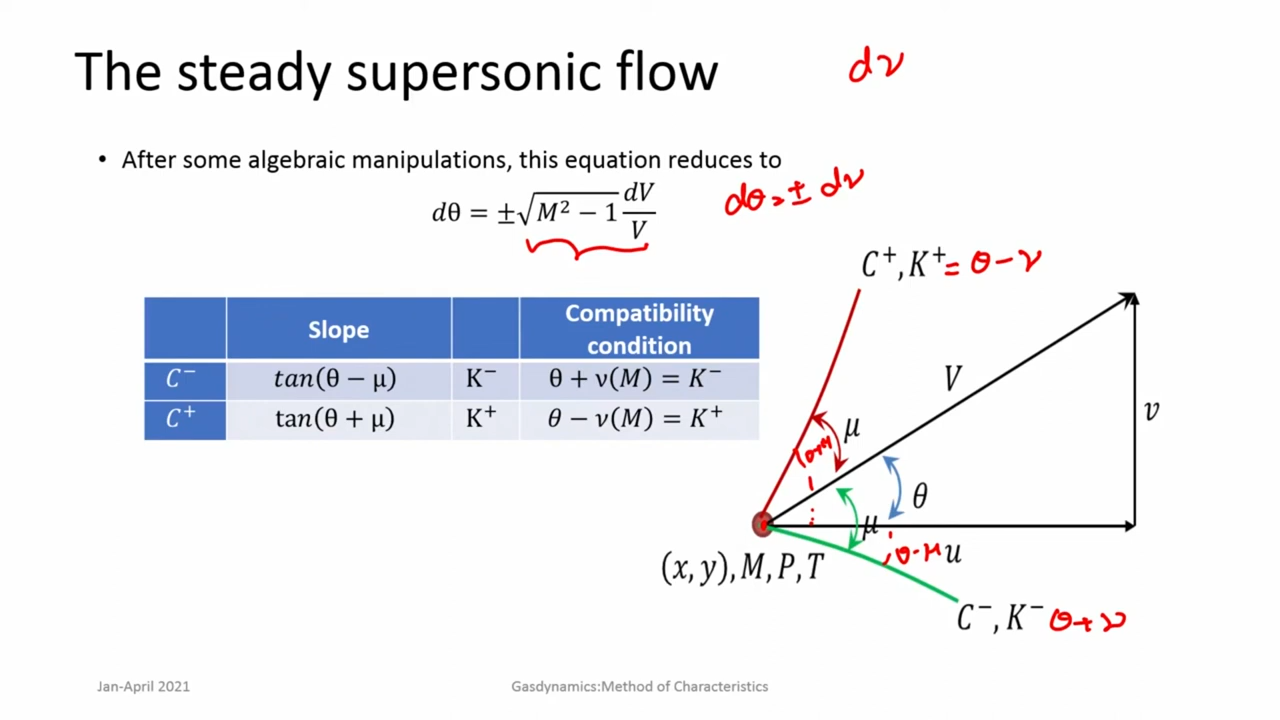 The steady supersonic flow
dν
• After some algebraic manipulations, this equation reduces to
dθ = ±√(M² − 1) dV/V
dθ = ± dν
C⁺, K⁺ = θ − ν
Slope Compatibility condition
C⁻ tan(θ − μ) K⁻ θ + ν(M) = K⁻
C⁺ tan(θ + μ) K⁺ θ − ν(M) = K⁺
V
v
μ
θ+μ
θ
μ
θ-μ
u
(x, y), M, P, T
C⁻, K⁻ θ + ν
Jan-April 2021
Gasdynamics:Method of Characteristics